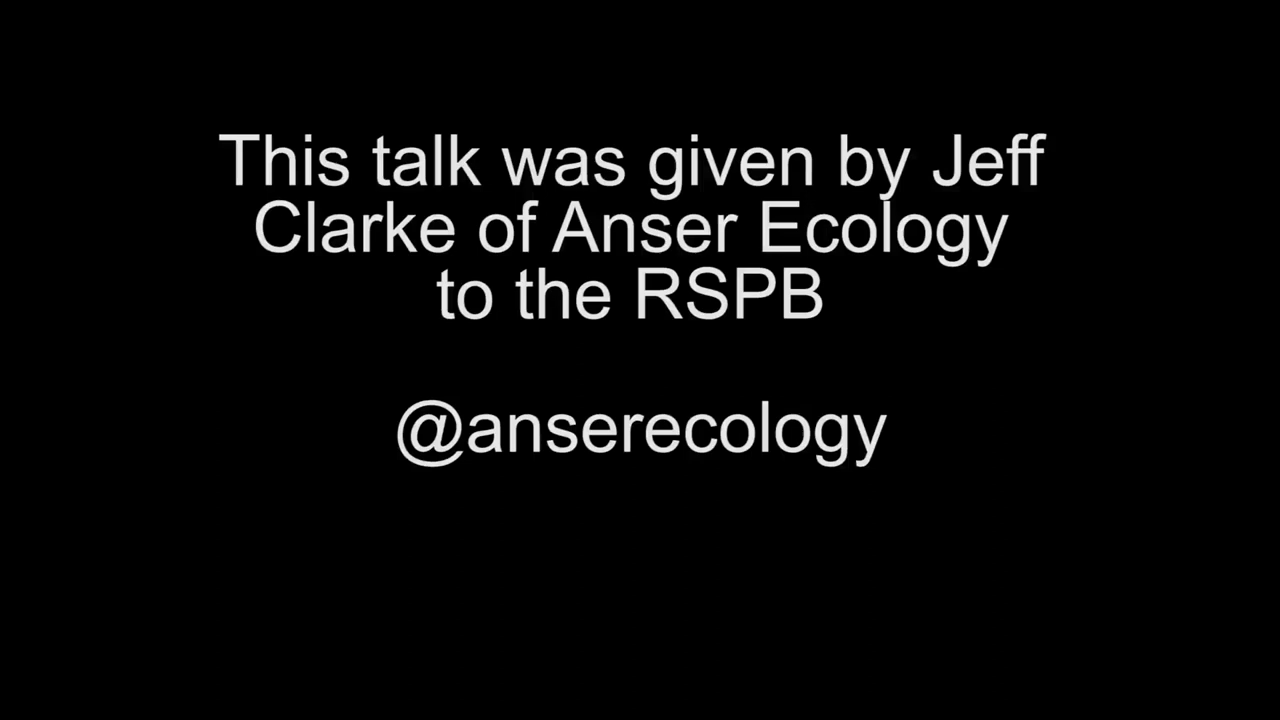 This talk was given by Jeff
Clarke of Anser Ecology
to the RSPB
@anserecology